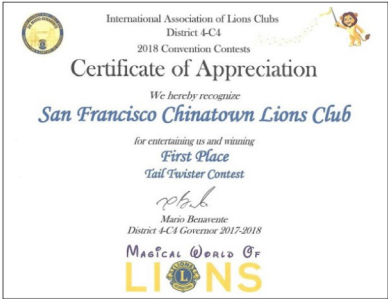 International Association of Lions Clubs
District 4-C4
2018 Convention Contests
Certificate of Appreciation
We hereby recognize
San Francisco Chinatown Lions Club
for entertaining us and winning
First Place
Tail Twister Contest
Mario Benavente
District 4-C4 Governor 2017-2018
Magical World Of
LIONS